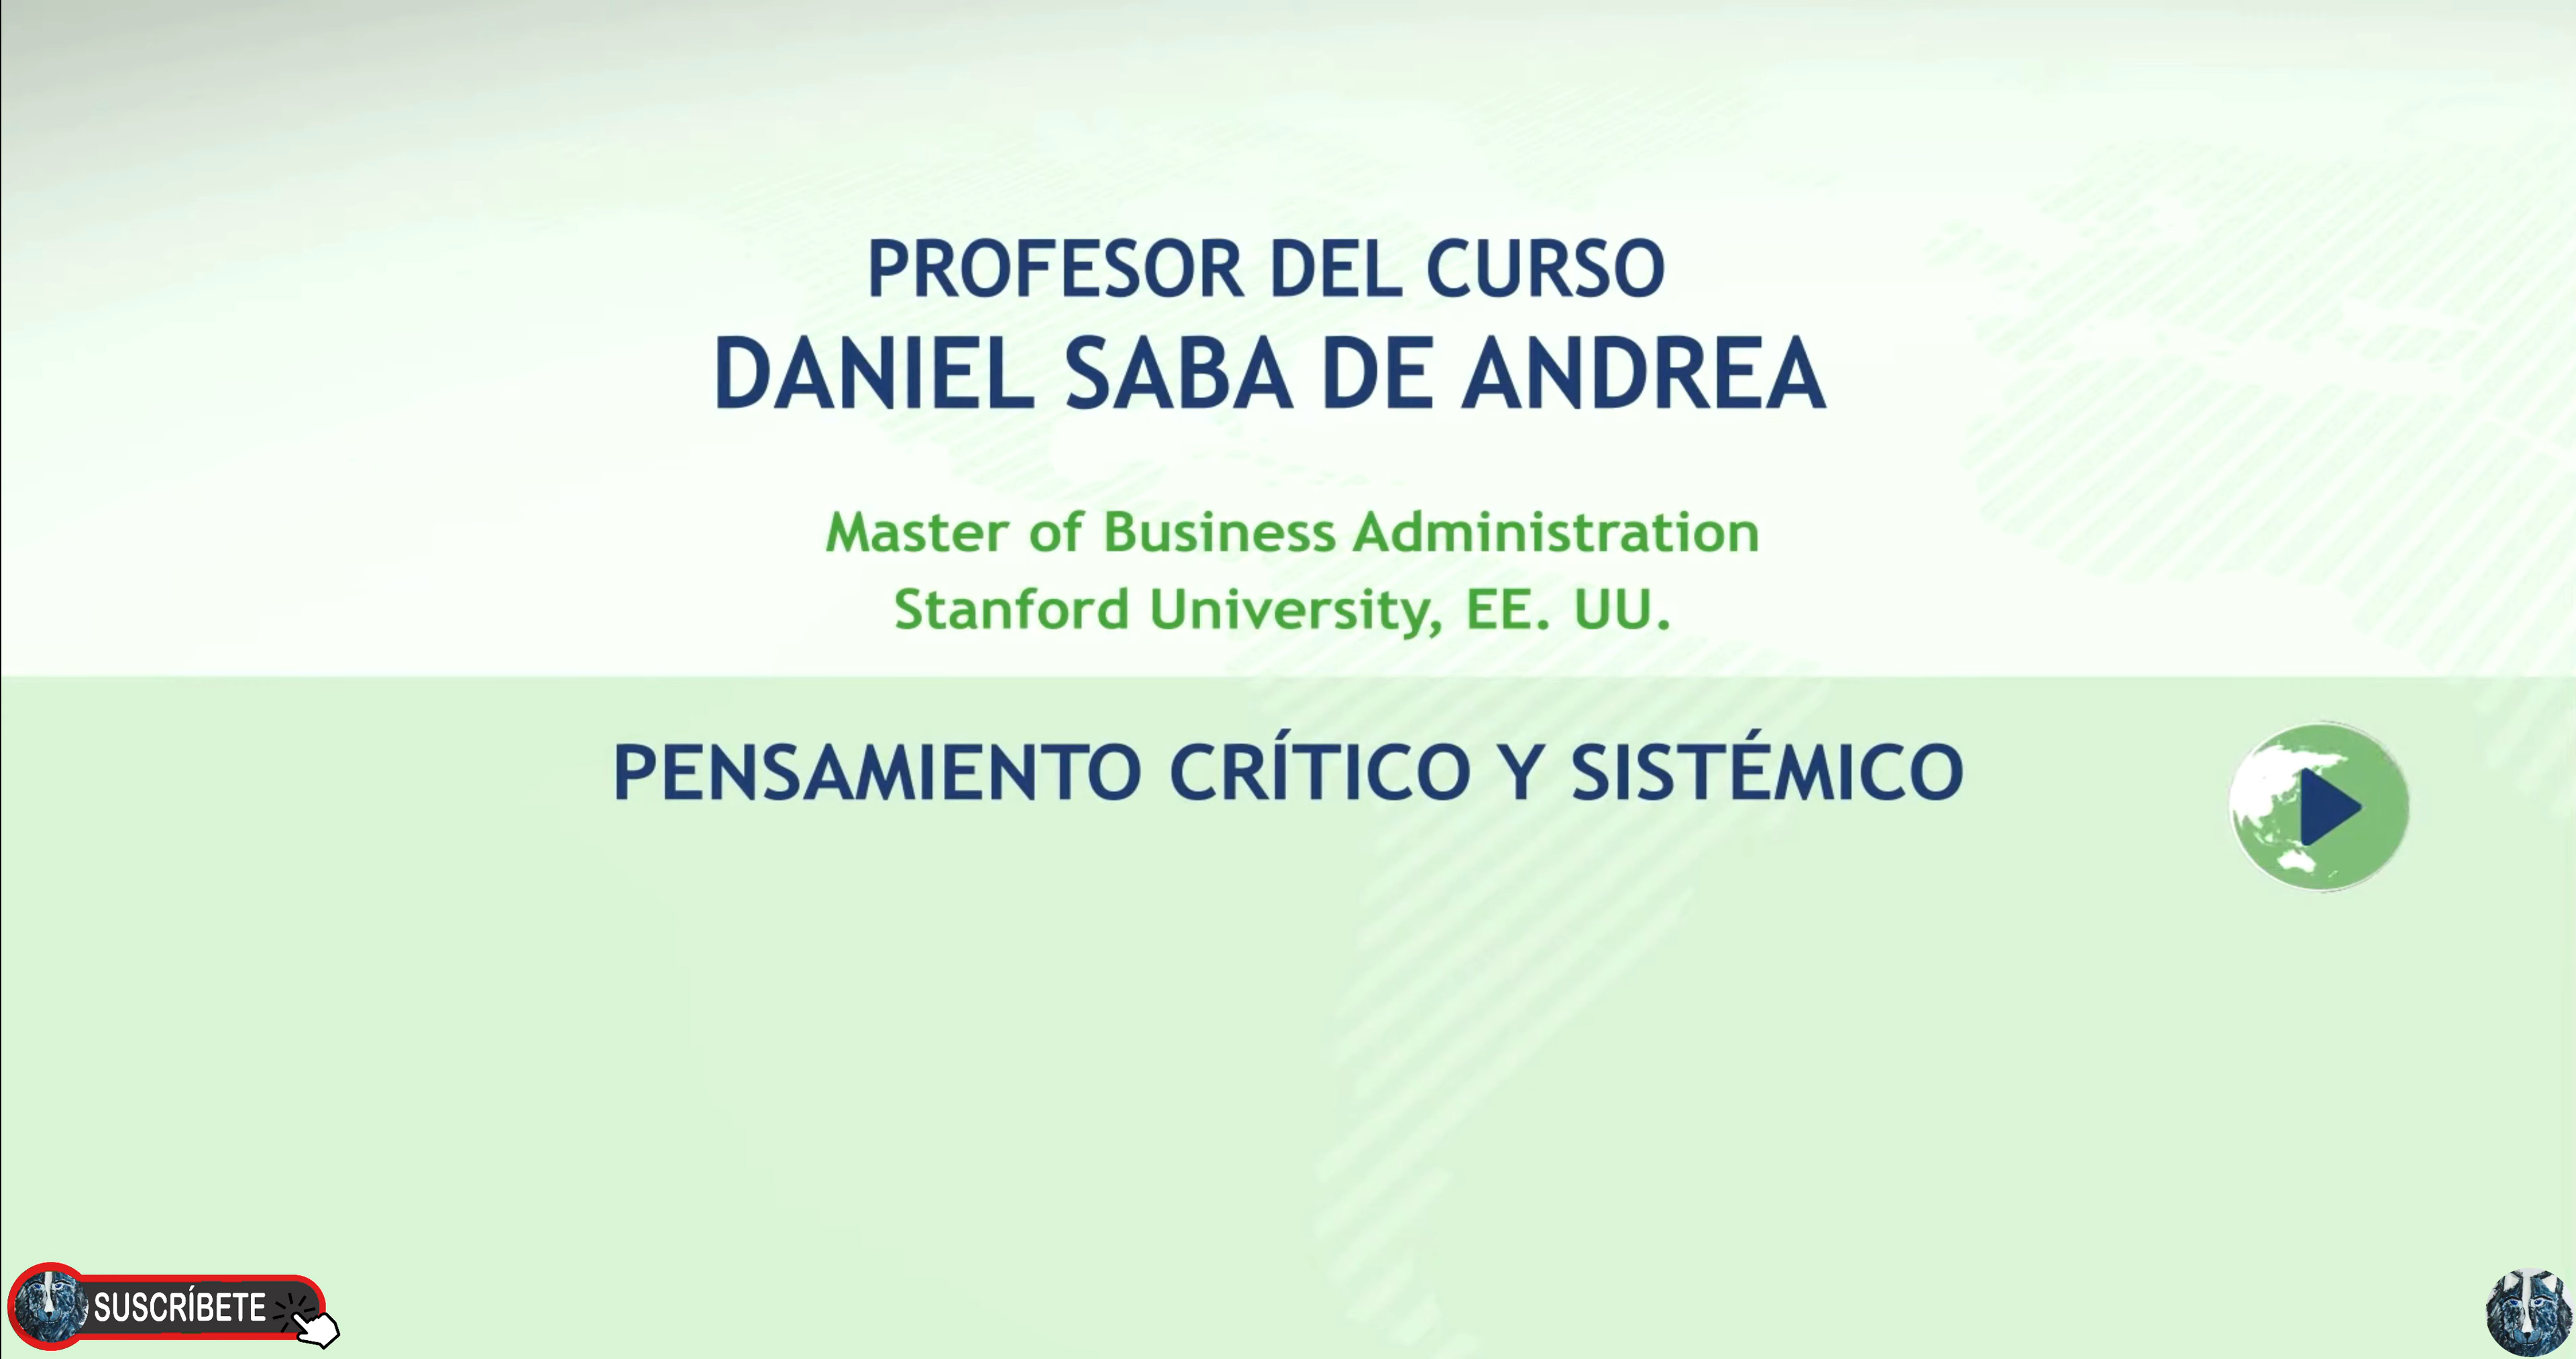 PROFESOR DEL CURSO
DANIEL SABA DE ANDREA
Master of Business Administration
Stanford University, EE. UU.
PENSAMIENTO CRÍTICO Y SISTÉMICO
SUSCRÍBETE